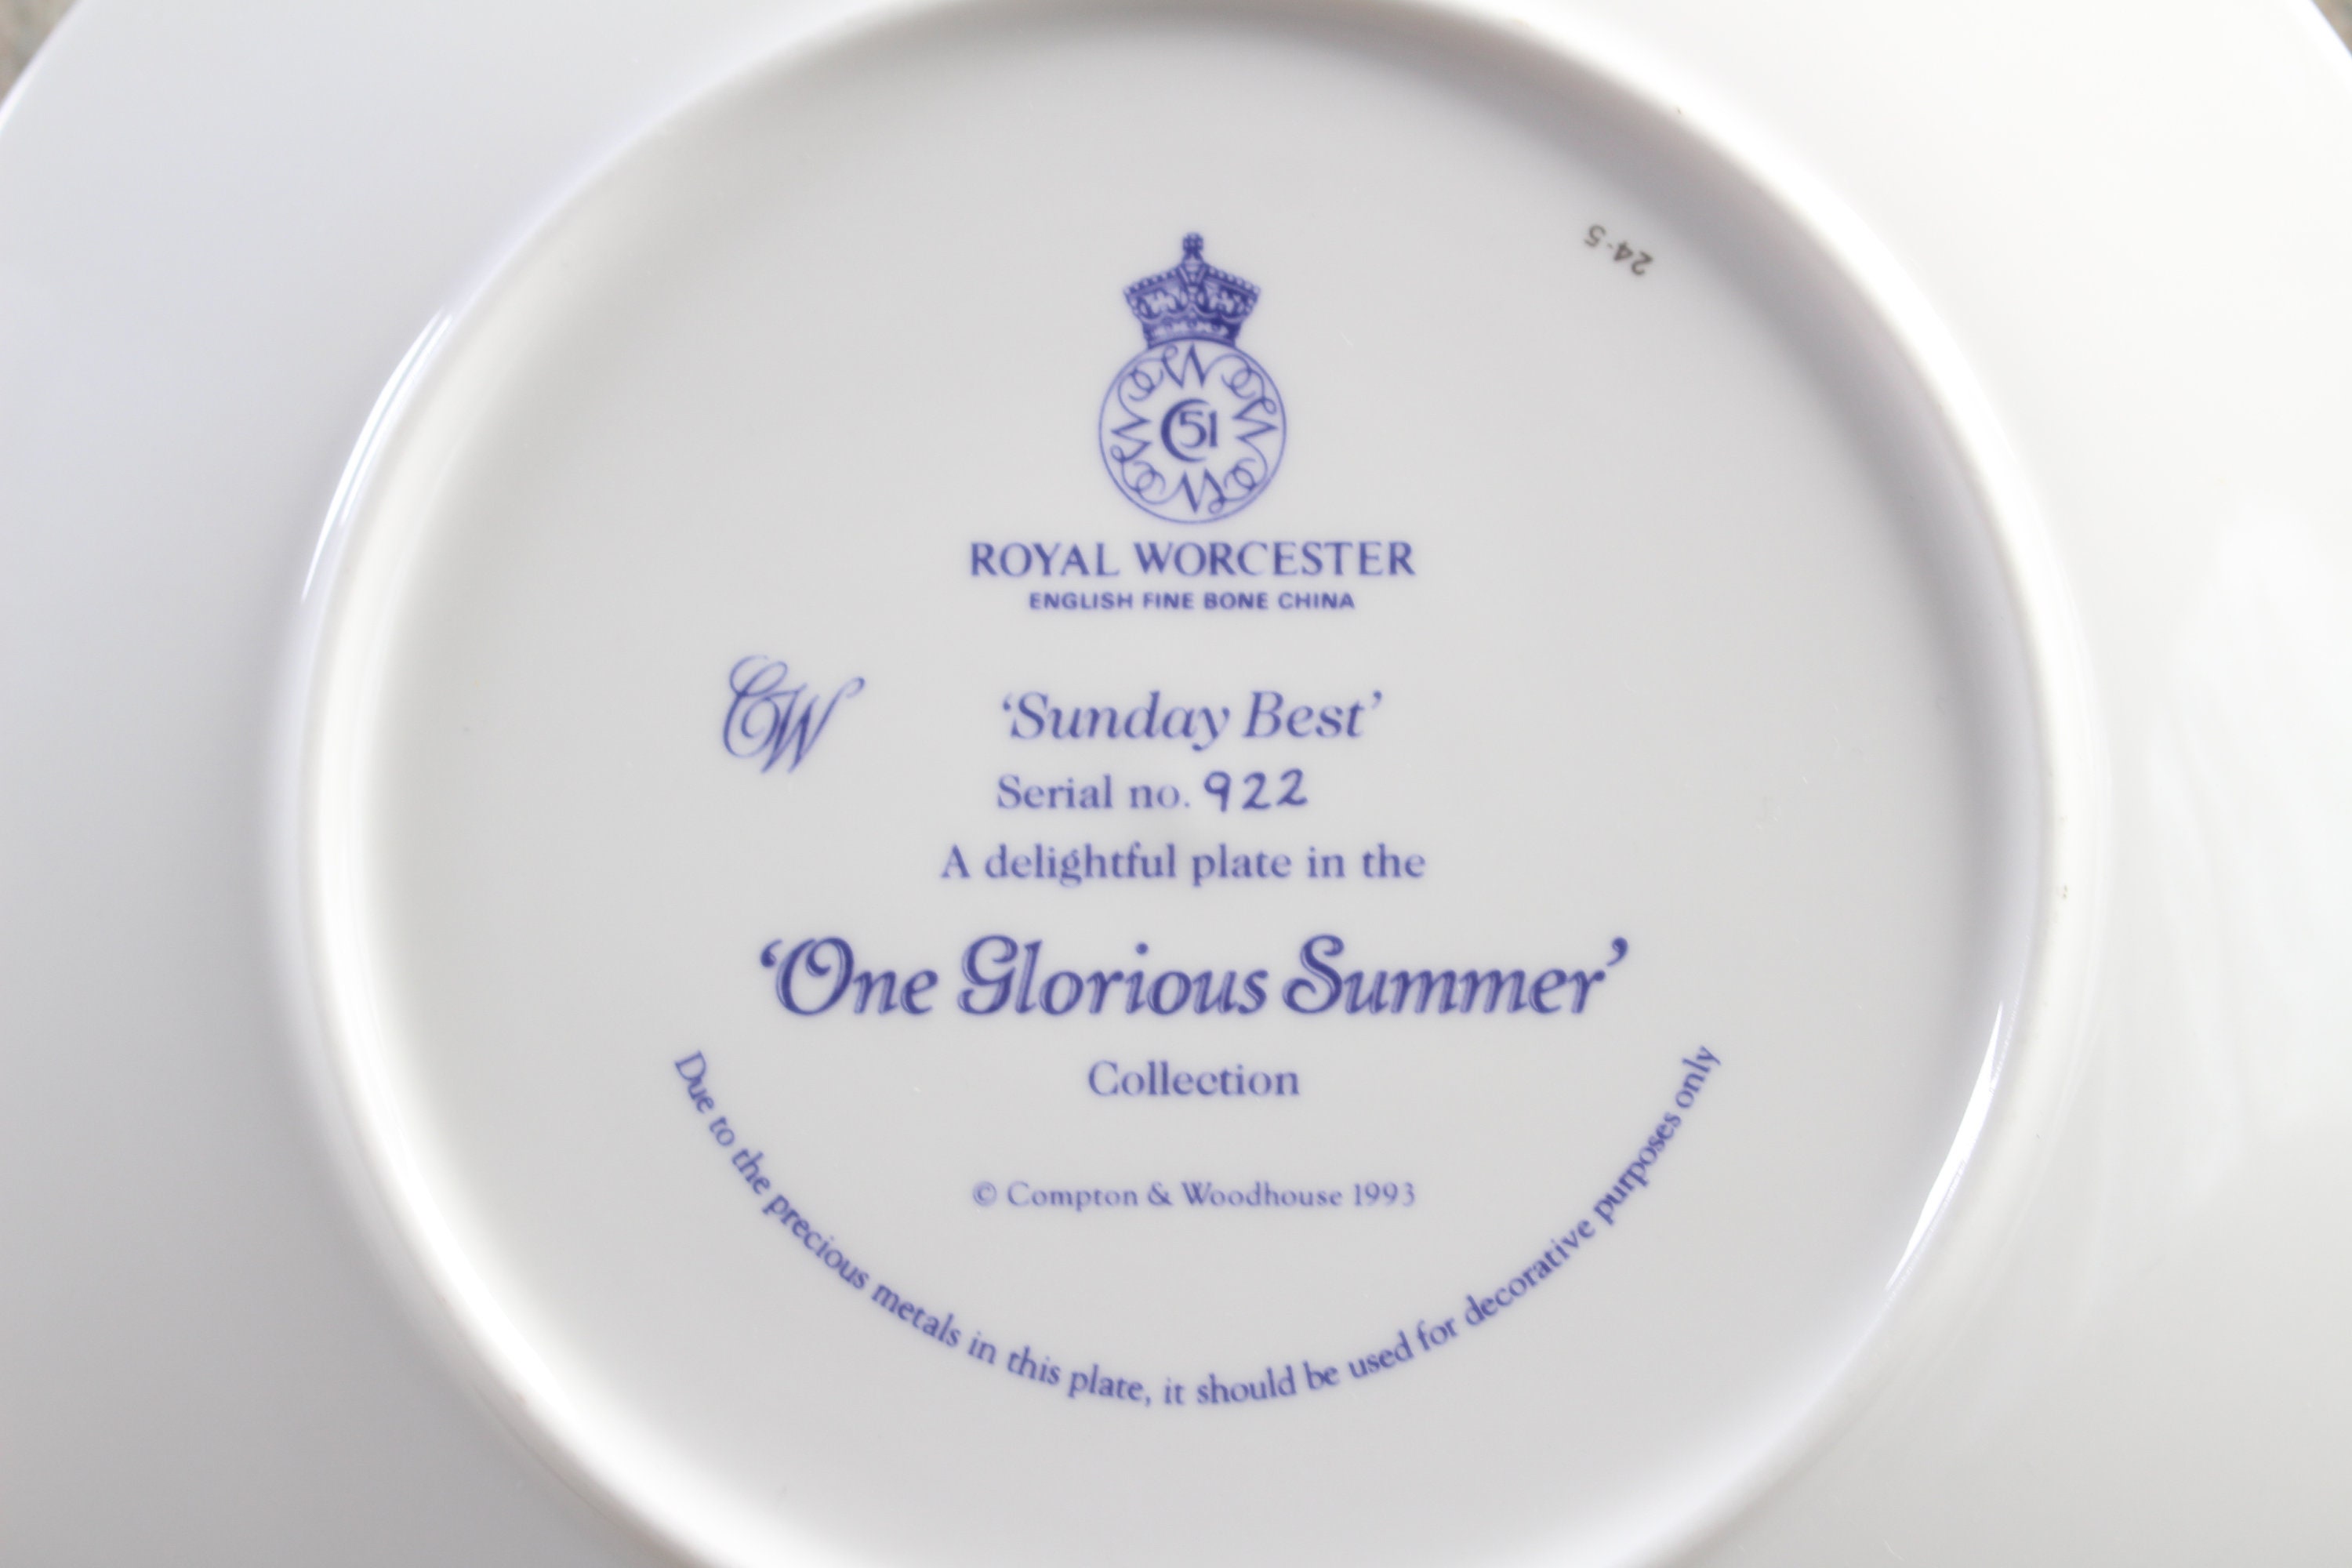 24-5
C51
ROYAL WORCESTER
ENGLISH FINE BONE CHINA
CW
‘Sunday Best’
Serial no. 922
A delightful plate in the
‘One Glorious Summer’
Collection
© Compton & Woodhouse 1993
Due to the precious metals in this plate, it should be used for decorative purposes only